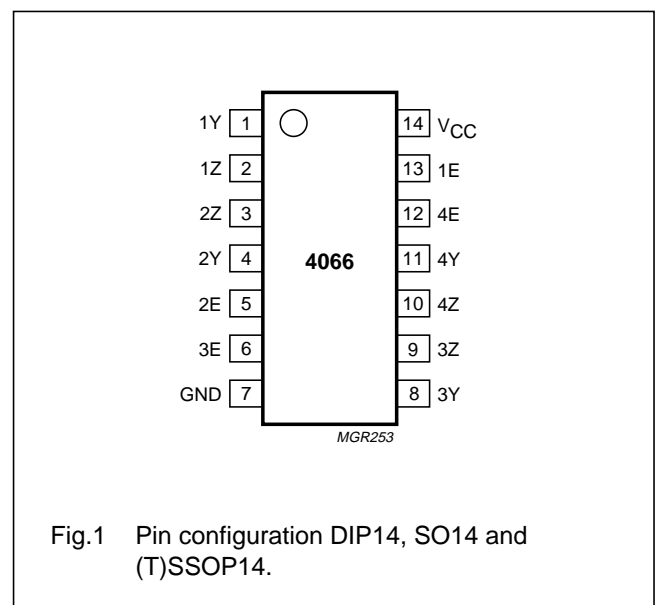 1Y 1 14 VCC
1Z 2 13 1E
2Z 3 12 4E
2Y 4 4066 11 4Y
2E 5 10 4Z
3E 6 9 3Z
GND 7 8 3Y
MGR253
Fig.1 Pin configuration DIP14, SO14 and
(T)SSOP14.